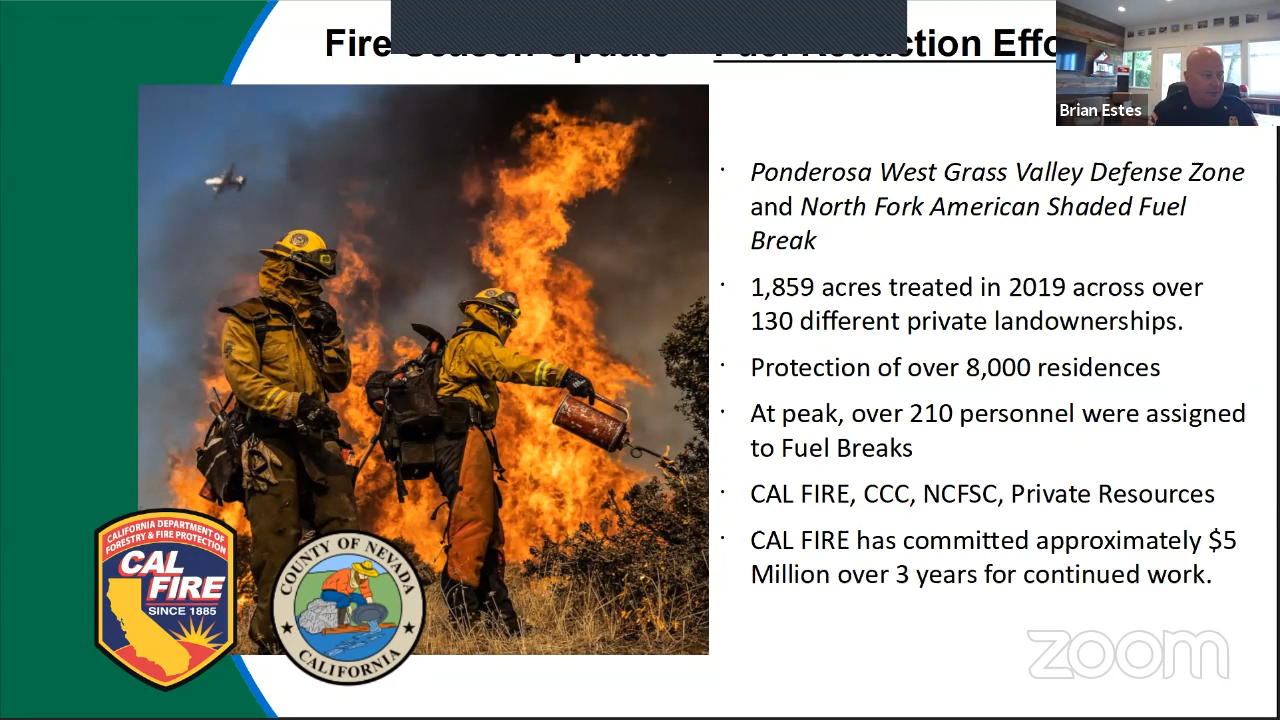 Fire Season Update – Fuel Reduction Effo
Brian Estes
· Ponderosa West Grass Valley Defense Zone
and North Fork American Shaded Fuel
Break
· 1,859 acres treated in 2019 across over
130 different private landownerships.
· Protection of over 8,000 residences
· At peak, over 210 personnel were assigned
to Fuel Breaks
· CAL FIRE, CCC, NCFSC, Private Resources
· CAL FIRE has committed approximately $5
Million over 3 years for continued work.
CALIFORNIA DEPARTMENT OF
FORESTRY & FIRE PROTECTION
CAL
FIRE
SINCE 1885
COUNTY OF NEVADA
CALIFORNIA
zoom